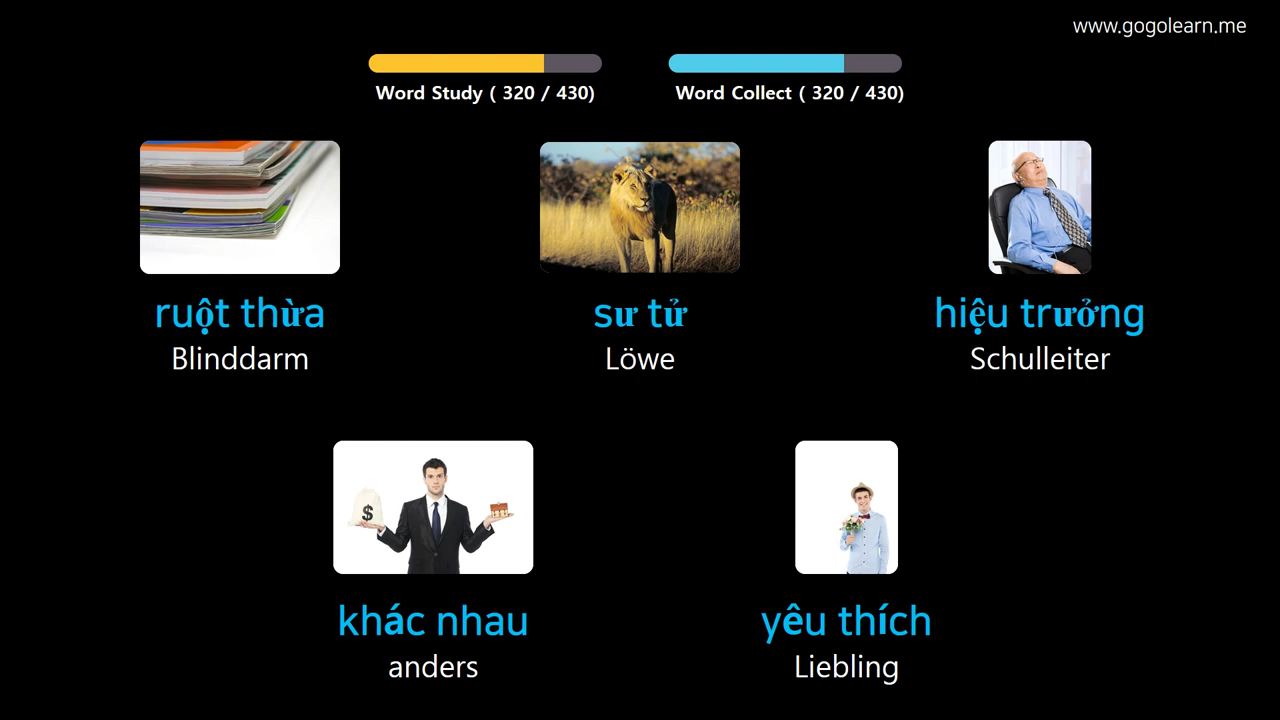 www.gogolearn.me
Word Study ( 320 / 430)
Word Collect ( 320 / 430)
ruột thừa
Blinddarm
sư tử
Löwe
hiệu trưởng
Schulleiter
$
khác nhau
anders
yêu thích
Liebling